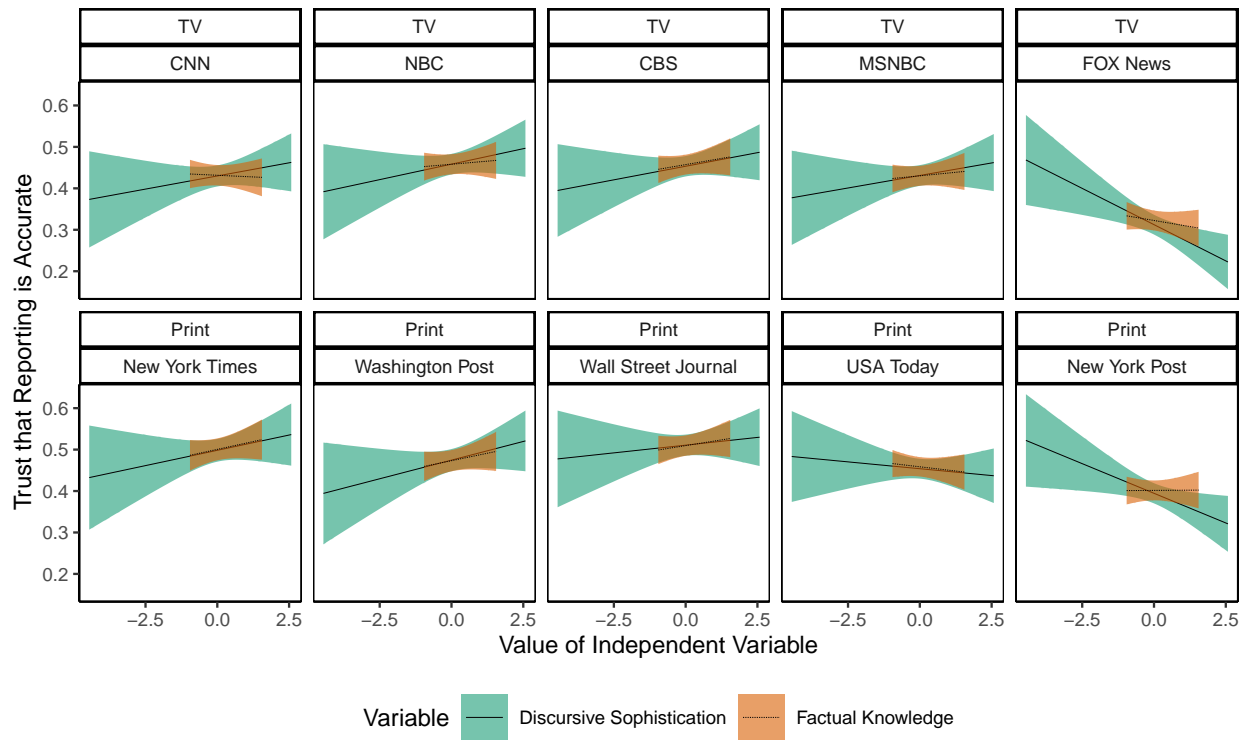 TV TV TV TV TV
CNN NBC CBS MSNBC FOX News
0.6
0.5
0.4
0.3
0.2
Print Print Print Print Print
New York Times Washington Post Wall Street Journal USA Today New York Post
0.6
0.5
0.4
0.3
0.2
Trust that Reporting is Accurate
−2.5 0.0 2.5 −2.5 0.0 2.5 −2.5 0.0 2.5 −2.5 0.0 2.5 −2.5 0.0 2.5
Value of Independent Variable
Variable Discursive Sophistication Factual Knowledge